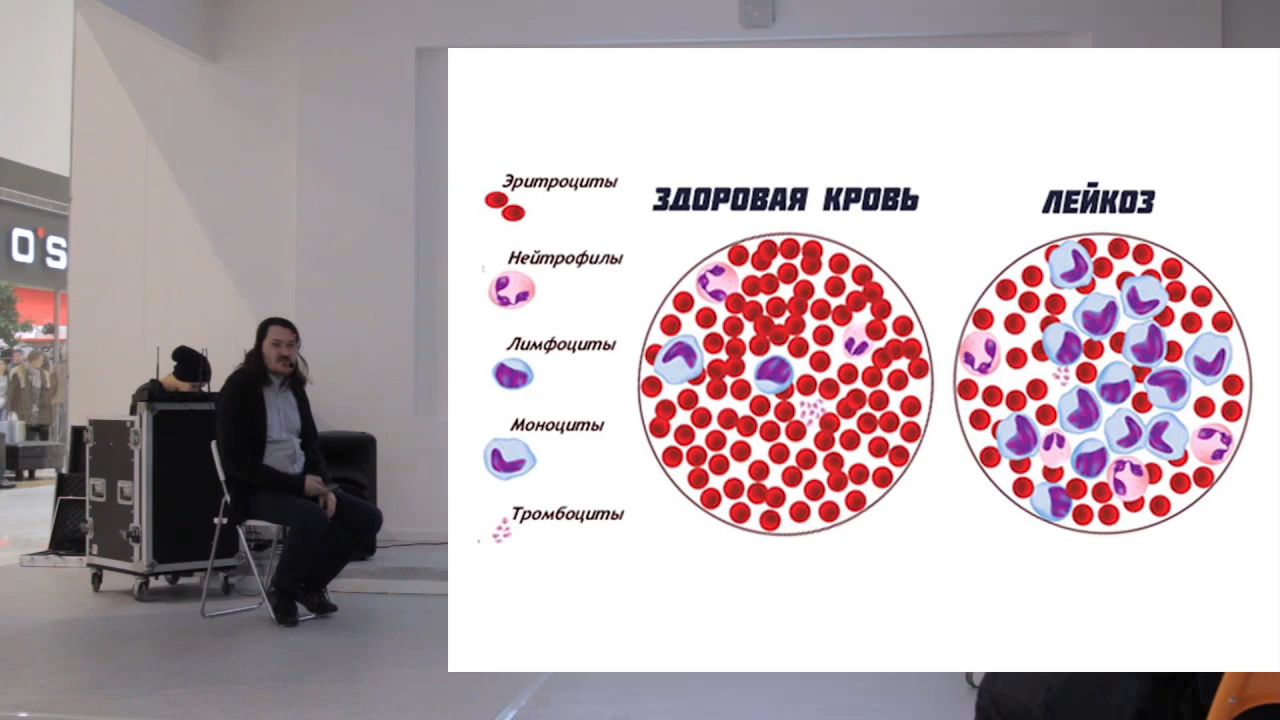 O'S
Эритроциты
Нейтрофилы
Лимфоциты
Моноциты
Тромбоциты
ЗДОРОВАЯ КРОВЬ
ЛЕЙКОЗ